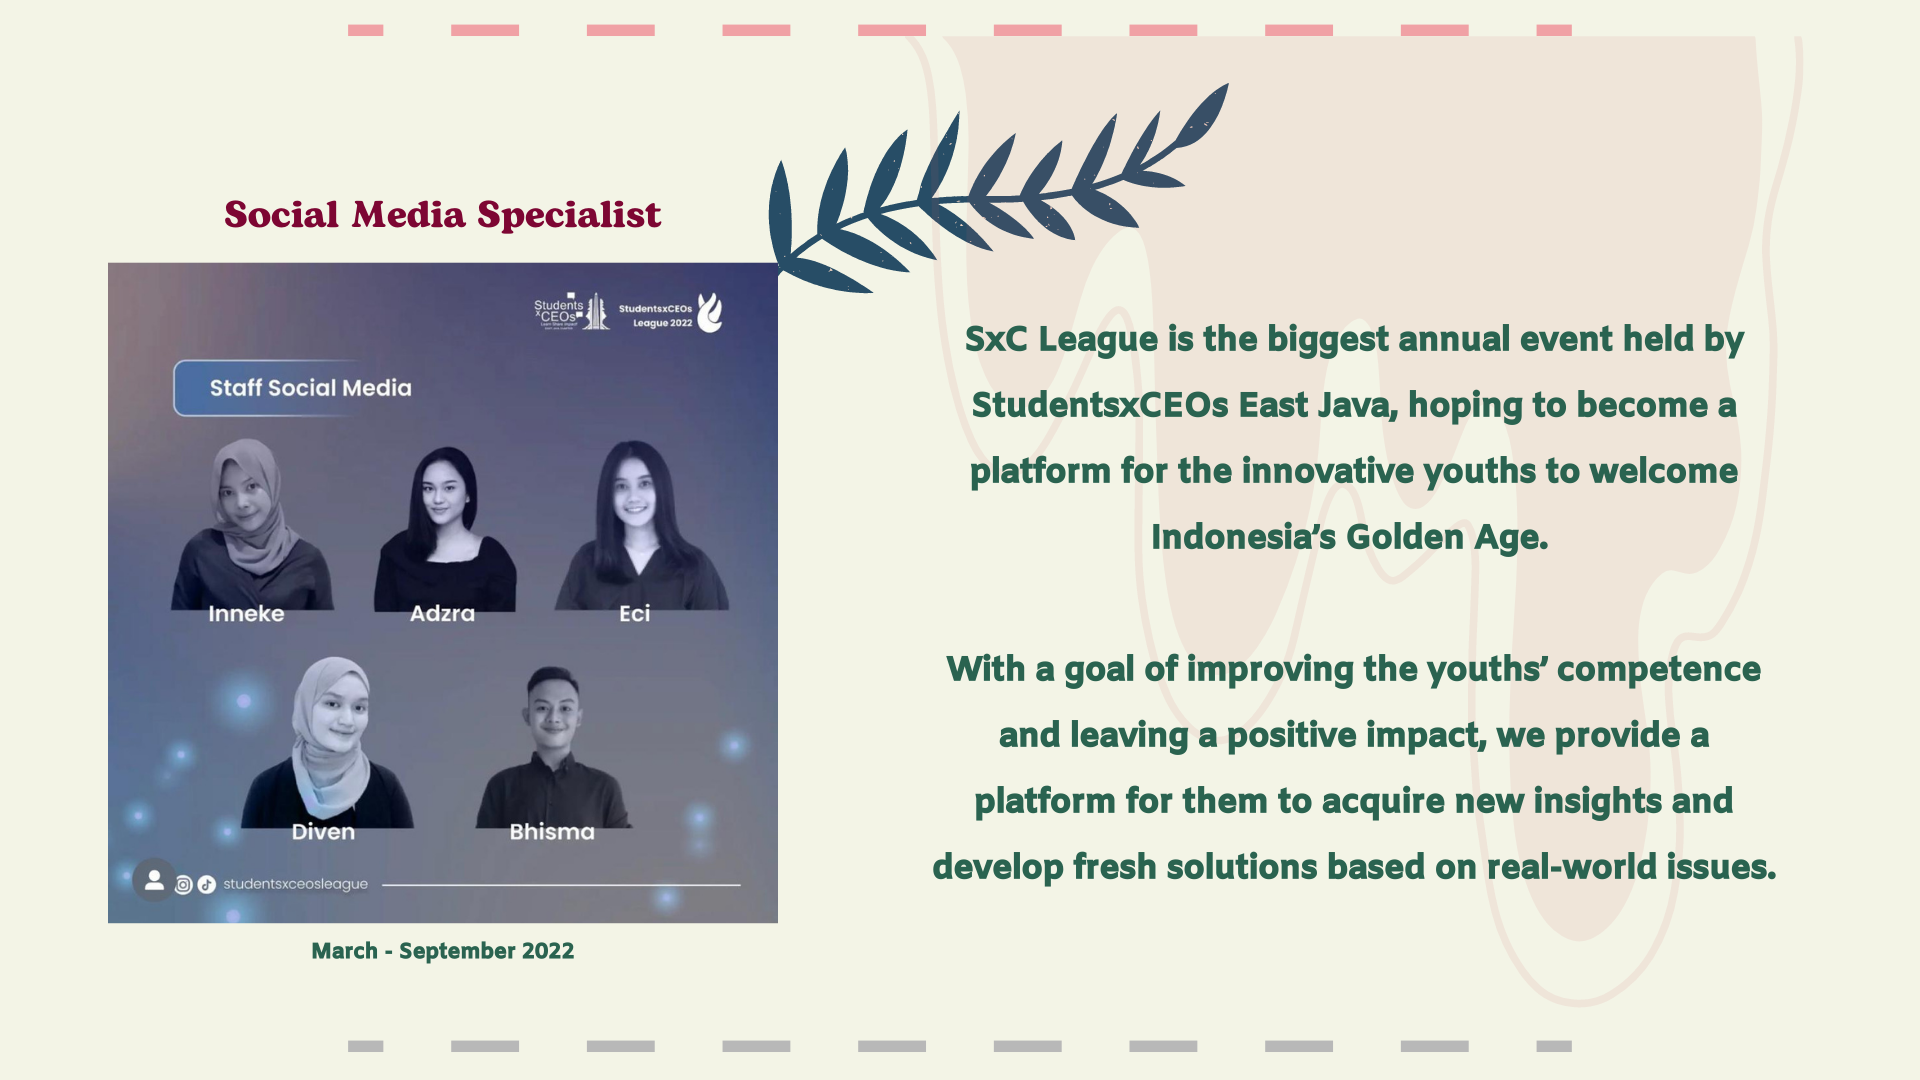 Social Media Specialist
Students
xCEOs
StudentsxCEOs
League 2022
Staff Social Media
Inneke
Adzra
Eci
Diven
Bhisma
studentsxceosleague
March - September 2022
SxC League is the biggest annual event held by
StudentsxCEOs East Java, hoping to become a
platform for the innovative youths to welcome
Indonesia’s Golden Age.
With a goal of improving the youths’ competence
and leaving a positive impact, we provide a
platform for them to acquire new insights and
develop fresh solutions based on real-world issues.